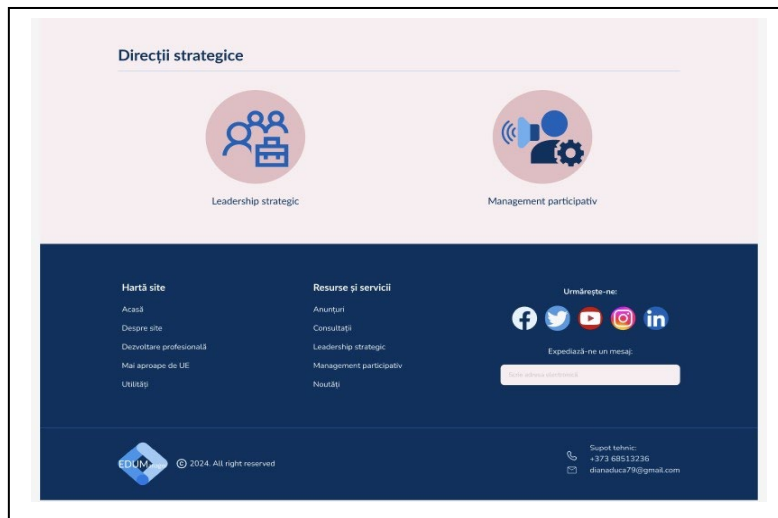 Direcții strategice
Leadership strategic
Management participativ
Hartă site
Acasă
Despre site
Dezvoltare profesională
Mai aproape de UE
Utilități
Resurse și servicii
Anunțuri
Consultații
Leadership strategic
Management participativ
Noutăți
Urmărește-ne:
Expediază-ne un mesaj:
EDUM
© 2024. All right reserved
Supot tehnic:
+373 68513236
dianaduca79@gmail.com